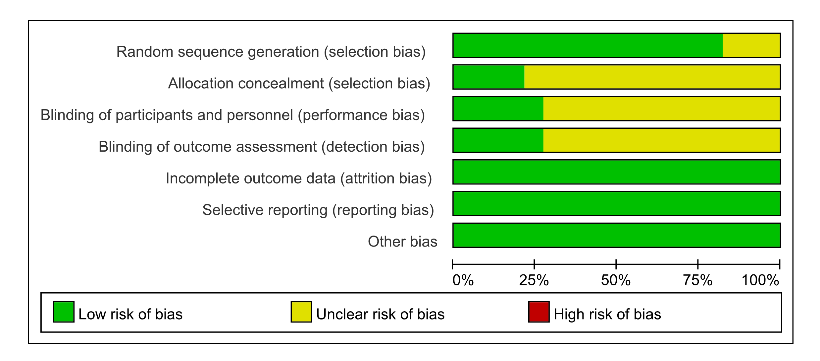 Random sequence generation (selection bias)
Allocation concealment (selection bias)
Blinding of participants and personnel (performance bias)
Blinding of outcome assessment (detection bias)
Incomplete outcome data (attrition bias)
Selective reporting (reporting bias)
Other bias
0% 25% 50% 75% 100%
Low risk of bias Unclear risk of bias High risk of bias